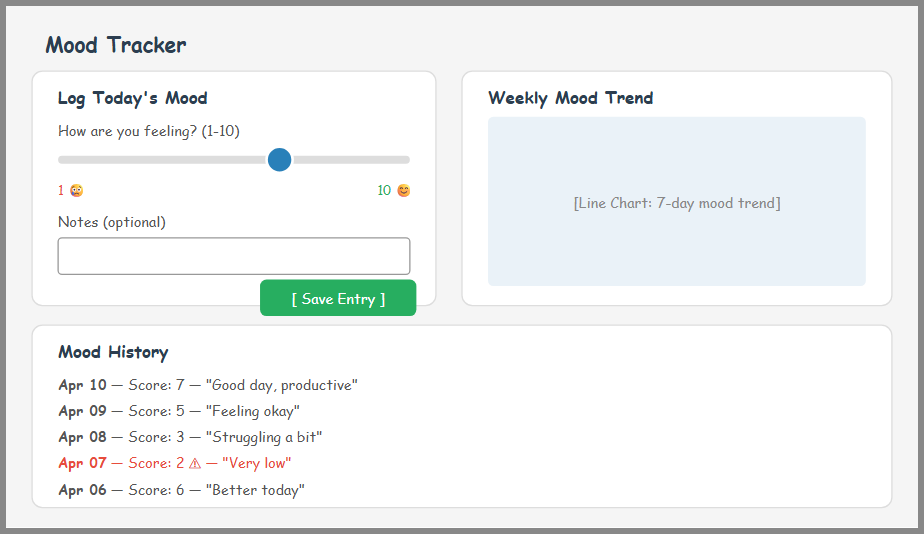 Mood Tracker
Log Today's Mood
How are you feeling? (1-10)
1 😰
10 😊
Notes (optional)
[ Save Entry ]
Weekly Mood Trend
[Line Chart: 7-day mood trend]
Mood History
Apr 10 — Score: 7 — "Good day, productive"
Apr 09 — Score: 5 — "Feeling okay"
Apr 08 — Score: 3 — "Struggling a bit"
Apr 07 — Score: 2 ⚠ — "Very low"
Apr 06 — Score: 6 — "Better today"